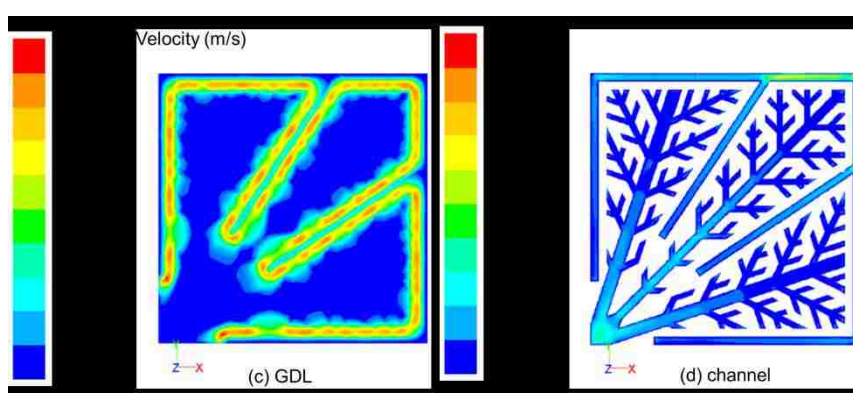 Velocity (m/s)
Z X
(c) GDL
Y
Z X
(d) channel